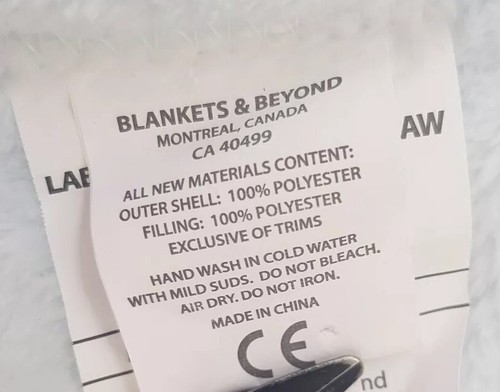 BLANKETS & BEYOND
MONTREAL, CANADA
CA 40499
AW
ALL NEW MATERIALS CONTENT:
OUTER SHELL: 100% POLYESTER
FILLING: 100% POLYESTER
EXCLUSIVE OF TRIMS
HAND WASH IN COLD WATER
WITH MILD SUDS. DO NOT BLEACH.
AIR DRY. DO NOT IRON.
MADE IN CHINA
CE
nd